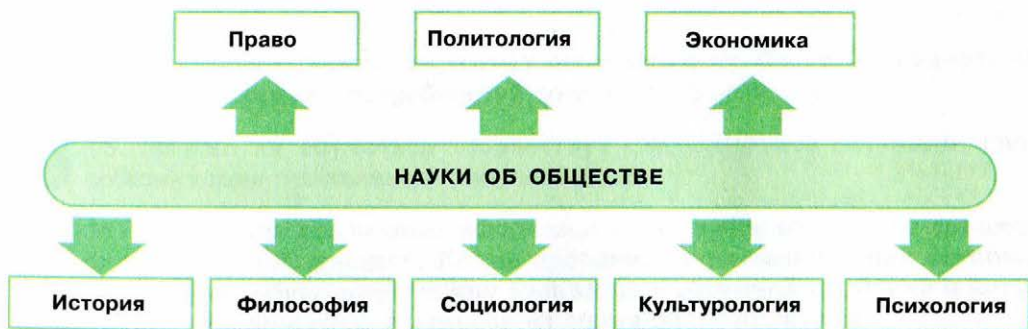 Право
Политология
Экономика
НАУКИ ОБ ОБЩЕСТВЕ
История
Философия
Социология
Культурология
Психология